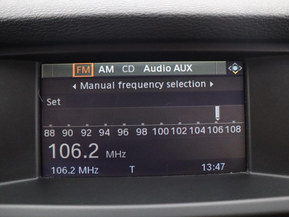 FM AM CD Audio AUX
Manual frequency selection
Set
88 90 92 94 96 98 100 102 104 106 108
106.2 MHz
106.2 MHz T 13:47